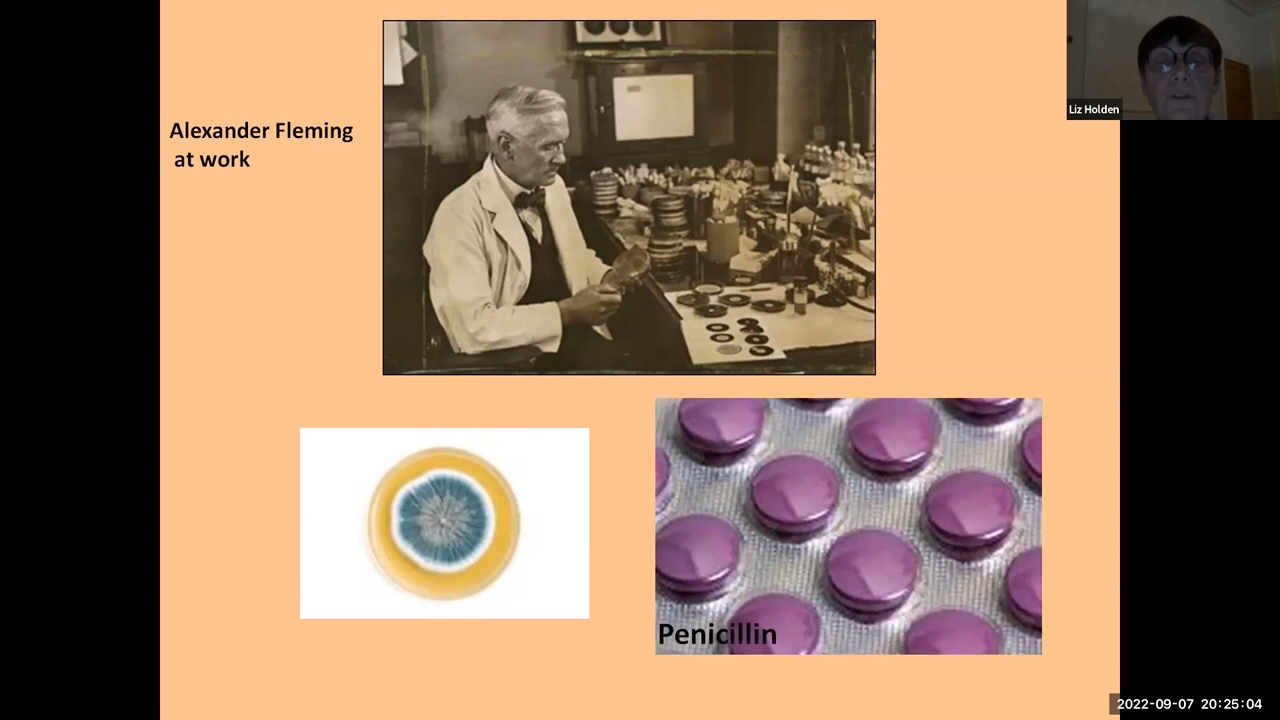 Alexander Fleming
at work
Liz Holden
Penicillin
2022-09-07 20:25:04